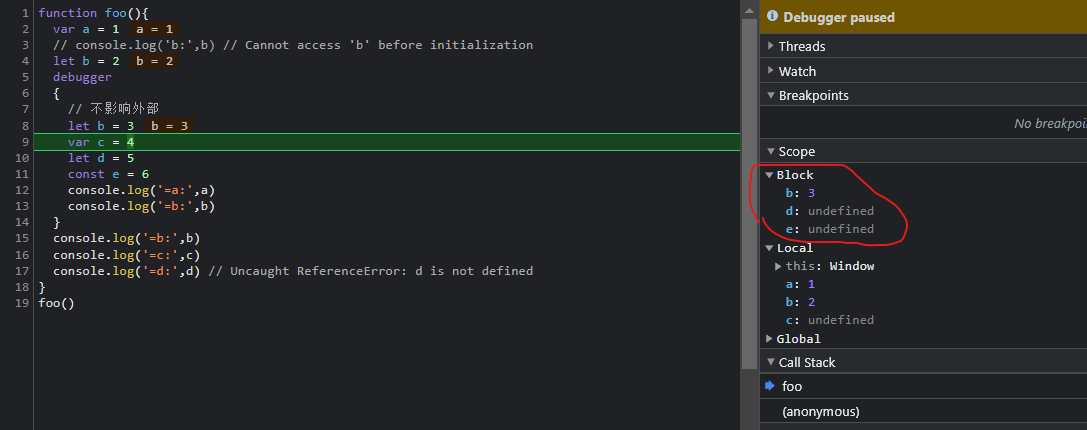 1 function foo(){
2 var a = 1 a = 1
3 // console.log('b:',b) // Cannot access 'b' before initialization
4 let b = 2 b = 2
5 debugger
6 {
7 // 不影响外部
8 let b = 3 b = 3
9 var c = 4
10 let d = 5
11 const e = 6
12 console.log('=a:',a)
13 console.log('=b:',b)
14 }
15 console.log('=b:',b)
16 console.log('=c:',c)
17 console.log('=d:',d) // Uncaught ReferenceError: d is not defined
18 }
19 foo()
Debugger paused
Threads
Watch
Breakpoints
No breakpoi
Scope
Block
b: 3
d: undefined
e: undefined
Local
this: Window
a: 1
b: 2
c: undefined
Global
Call Stack
foo
(anonymous)